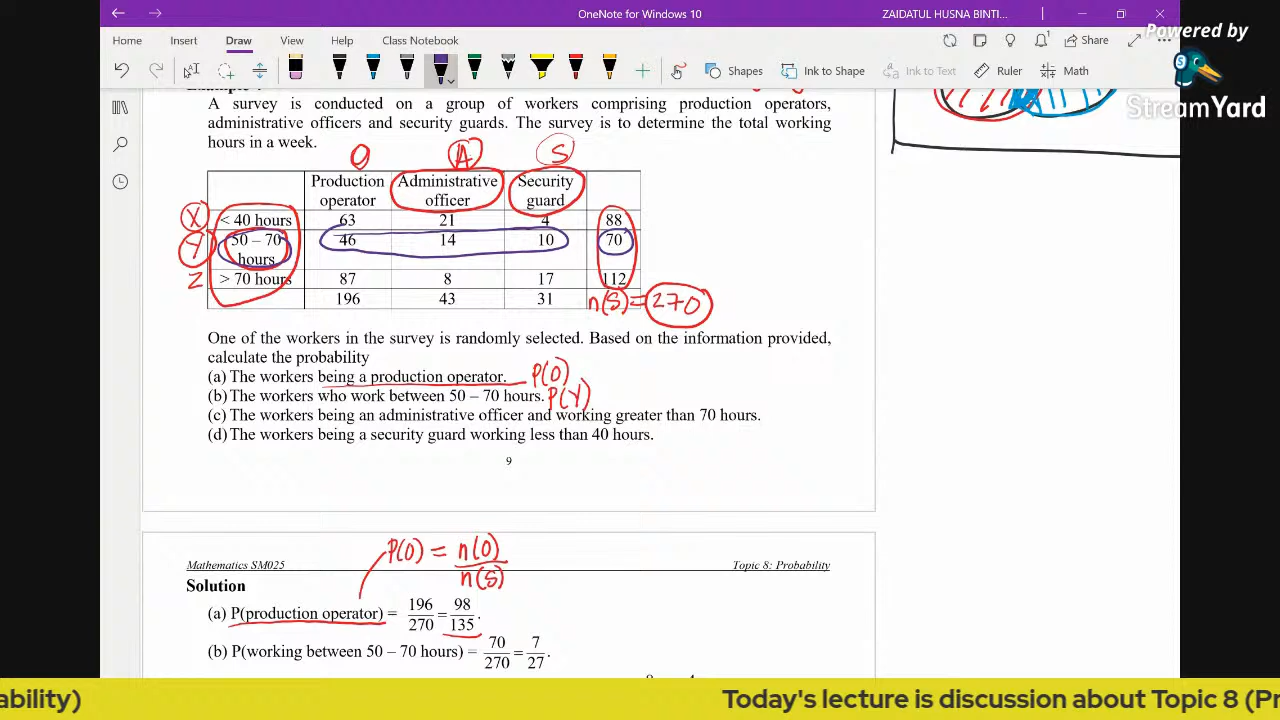 OneNote for Windows 10
ZAIDATUL HUSNA BINTI...
Powered by
StreamYard
Home Insert Draw View Help Class Notebook
Share
Shapes Ink to Shape Ink to Text Ruler Math
A survey is conducted on a group of workers comprising production operators,
administrative officers and security guards. The survey is to determine the total working
hours in a week.
O A S
Production operator Administrative officer Security guard
X < 40 hours 63 21 4 88
Y 50 – 70 hours 46 14 10 70
Z > 70 hours 87 8 17 112
196 43 31 n(S) = 270
One of the workers in the survey is randomly selected. Based on the information provided,
calculate the probability
(a) The workers being a production operator. P(O)
(b) The workers who work between 50 – 70 hours. P(Y)
(c) The workers being an administrative officer and working greater than 70 hours.
(d) The workers being a security guard working less than 40 hours.
9
P(O) = n(O)/n(S)
Mathematics SM025 Topic 8: Probability
Solution
(a) P(production operator) = 196/270 = 98/135.
(b) P(working between 50 – 70 hours) = 70/270 = 7/27.
ability) Today's lecture is discussion about Topic 8 (Pr